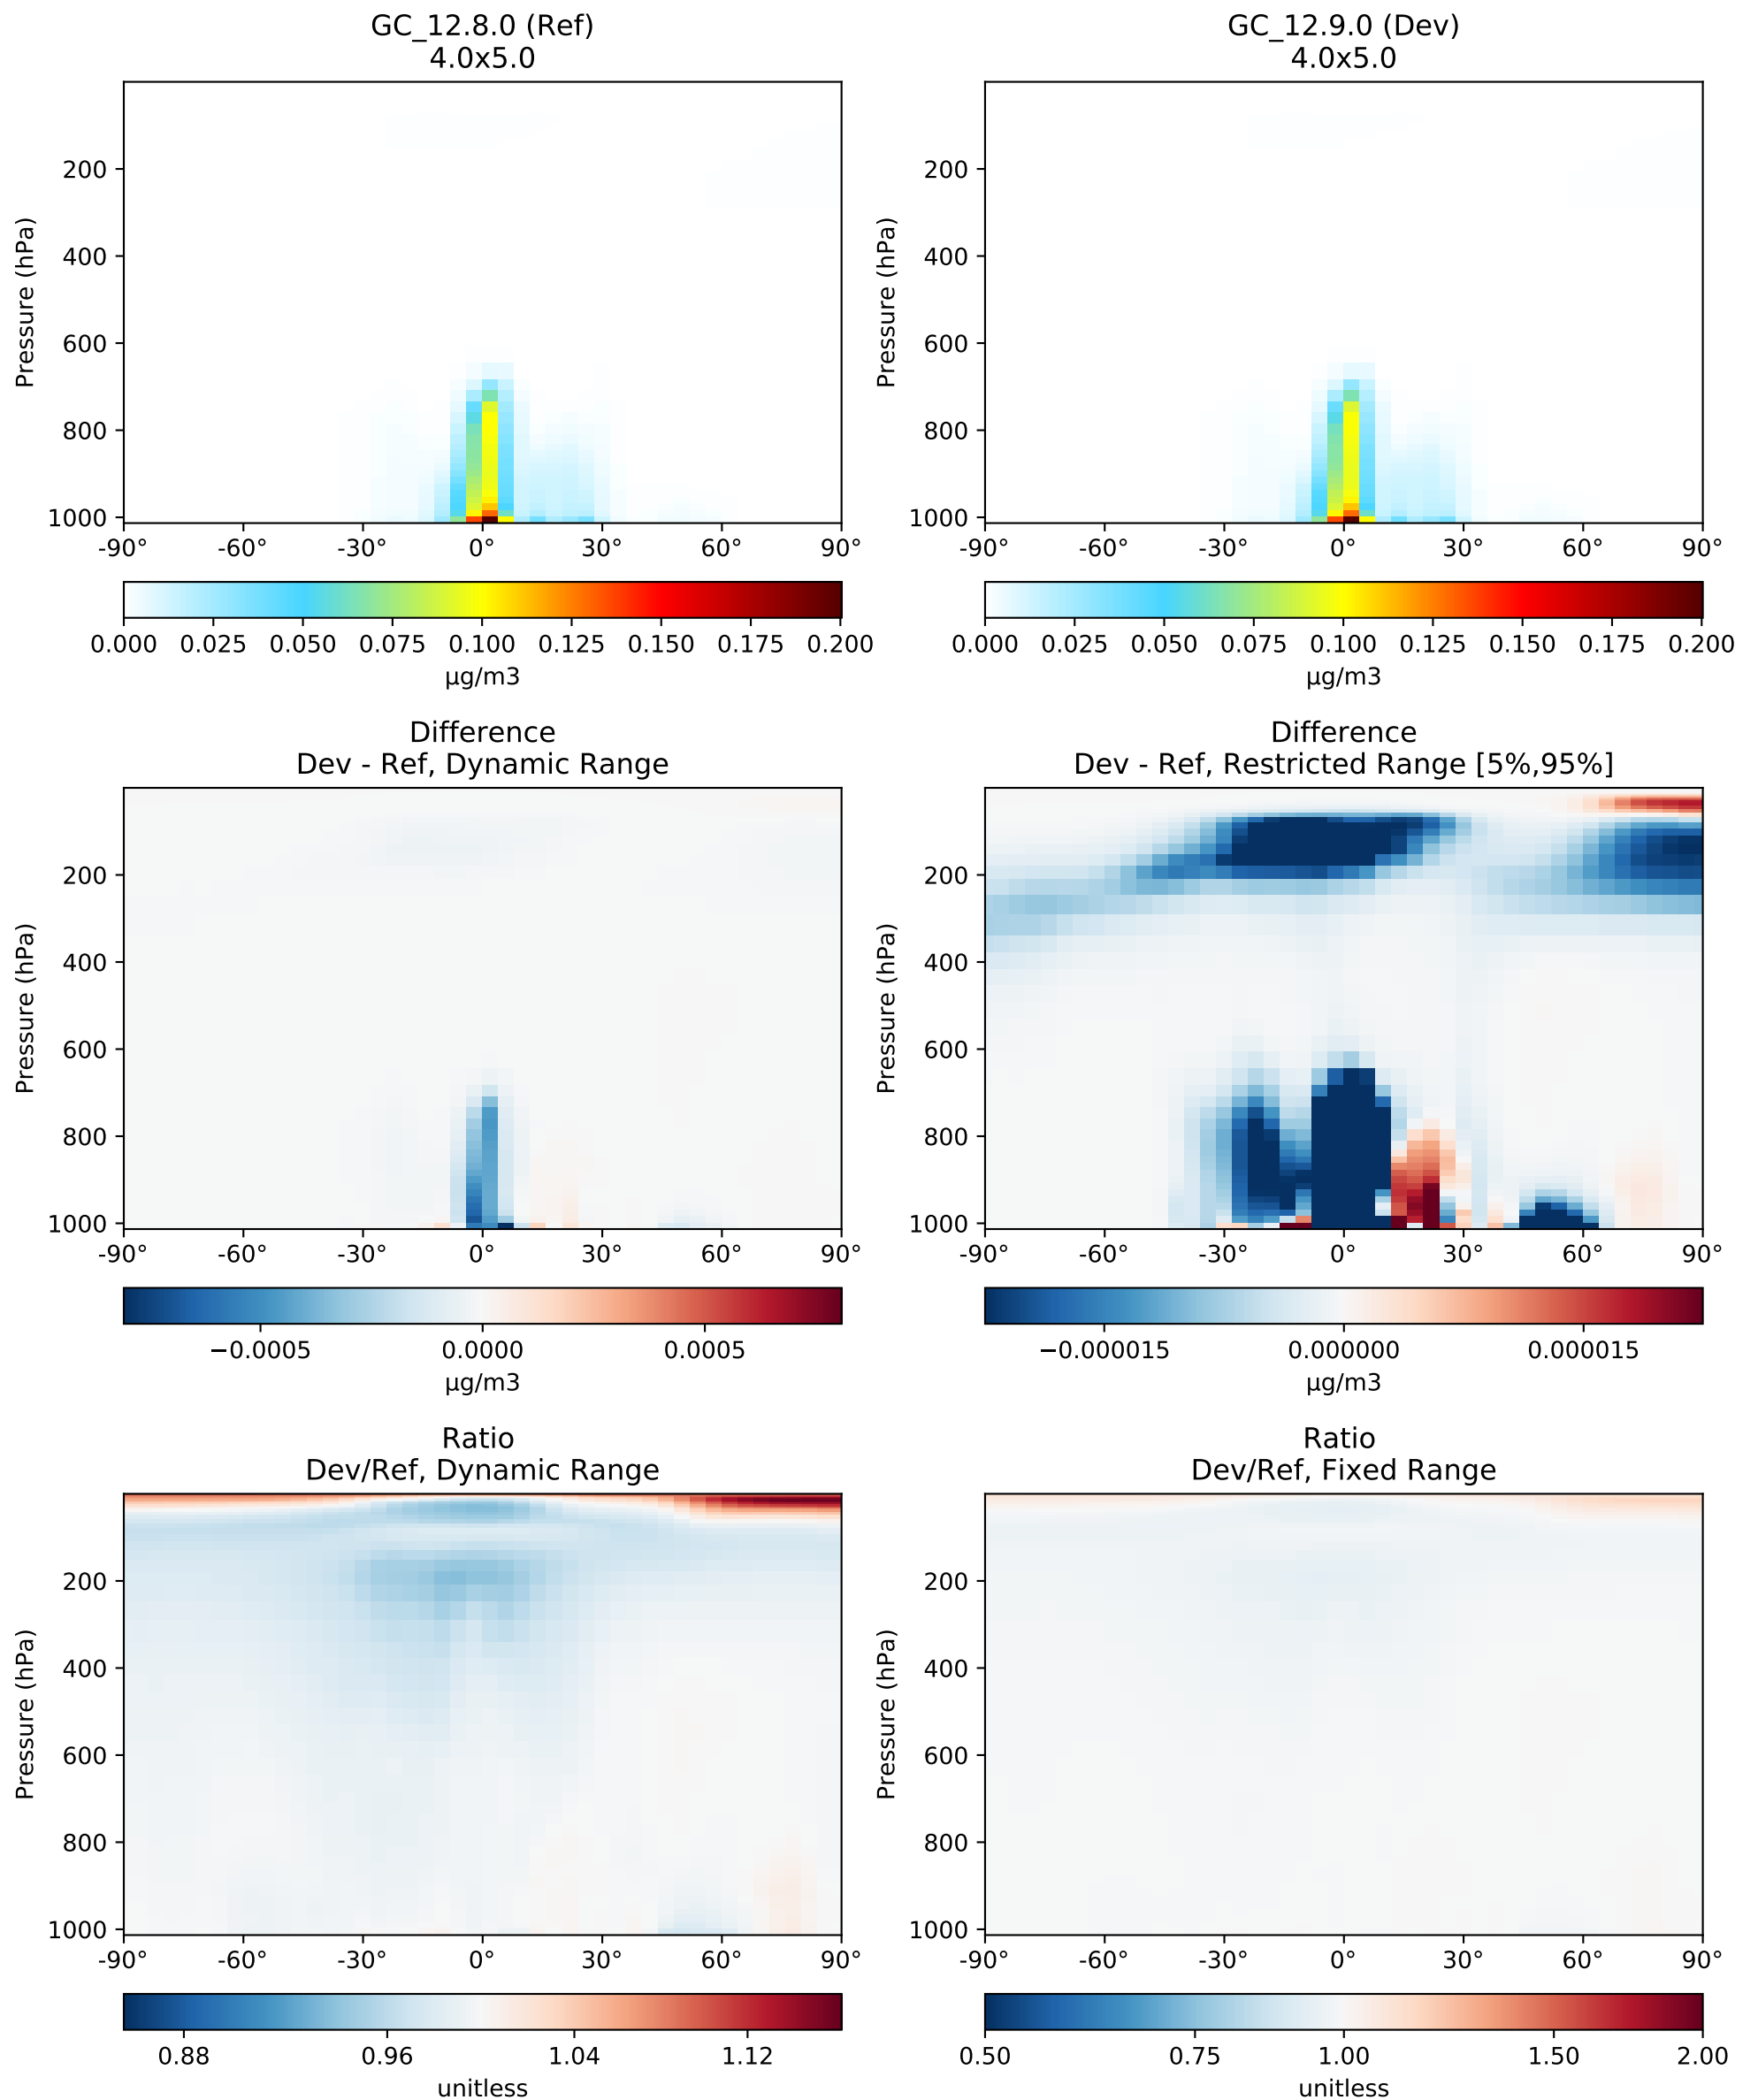 GC_12.8.0 (Ref)
4.0x5.0
Pressure (hPa)
200
400
600
800
1000
-90° -60° -30° 0° 30° 60° 90°
0.000 0.025 0.050 0.075 0.100 0.125 0.150 0.175 0.200
µg/m3
GC_12.9.0 (Dev)
4.0x5.0
Pressure (hPa)
200
400
600
800
1000
-90° -60° -30° 0° 30° 60° 90°
0.000 0.025 0.050 0.075 0.100 0.125 0.150 0.175 0.200
µg/m3
Difference
Dev - Ref, Dynamic Range
Pressure (hPa)
200
400
600
800
1000
-90° -60° -30° 0° 30° 60° 90°
−0.0005 0.0000 0.0005
µg/m3
Difference
Dev - Ref, Restricted Range [5%,95%]
Pressure (hPa)
200
400
600
800
1000
-90° -60° -30° 0° 30° 60° 90°
−0.000015 0.000000 0.000015
µg/m3
Ratio
Dev/Ref, Dynamic Range
Pressure (hPa)
200
400
600
800
1000
-90° -60° -30° 0° 30° 60° 90°
0.88 0.96 1.04 1.12
unitless
Ratio
Dev/Ref, Fixed Range
Pressure (hPa)
200
400
600
800
1000
-90° -60° -30° 0° 30° 60° 90°
0.50 0.75 1.00 1.50 2.00
unitless